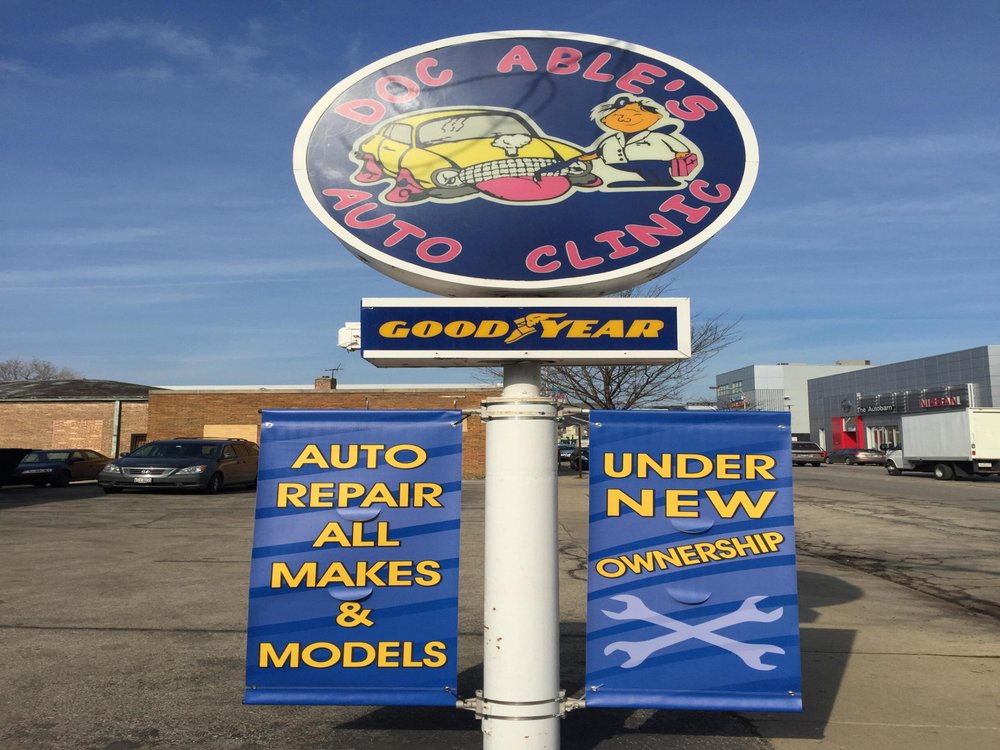 DOC ABLE'S
AUTO CLINIC
GOODYEAR
AUTO
REPAIR
ALL
MAKES
&
MODELS
UNDER
NEW
OWNERSHIP
The Autobarn
NISSAN